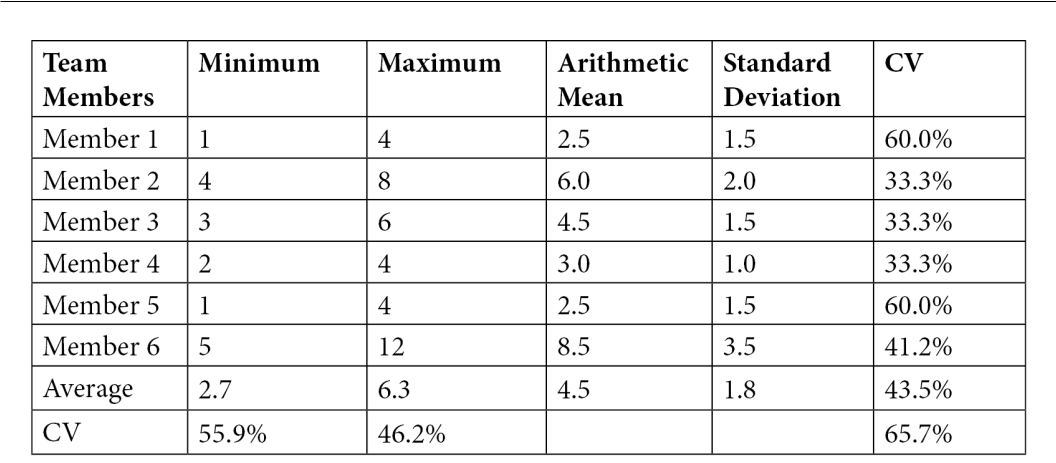 Team Members Minimum Maximum Arithmetic Mean Standard Deviation CV
Member 1 1 4 2.5 1.5 60.0%
Member 2 4 8 6.0 2.0 33.3%
Member 3 3 6 4.5 1.5 33.3%
Member 4 2 4 3.0 1.0 33.3%
Member 5 1 4 2.5 1.5 60.0%
Member 6 5 12 8.5 3.5 41.2%
Average 2.7 6.3 4.5 1.8 43.5%
CV 55.9% 46.2% 65.7%